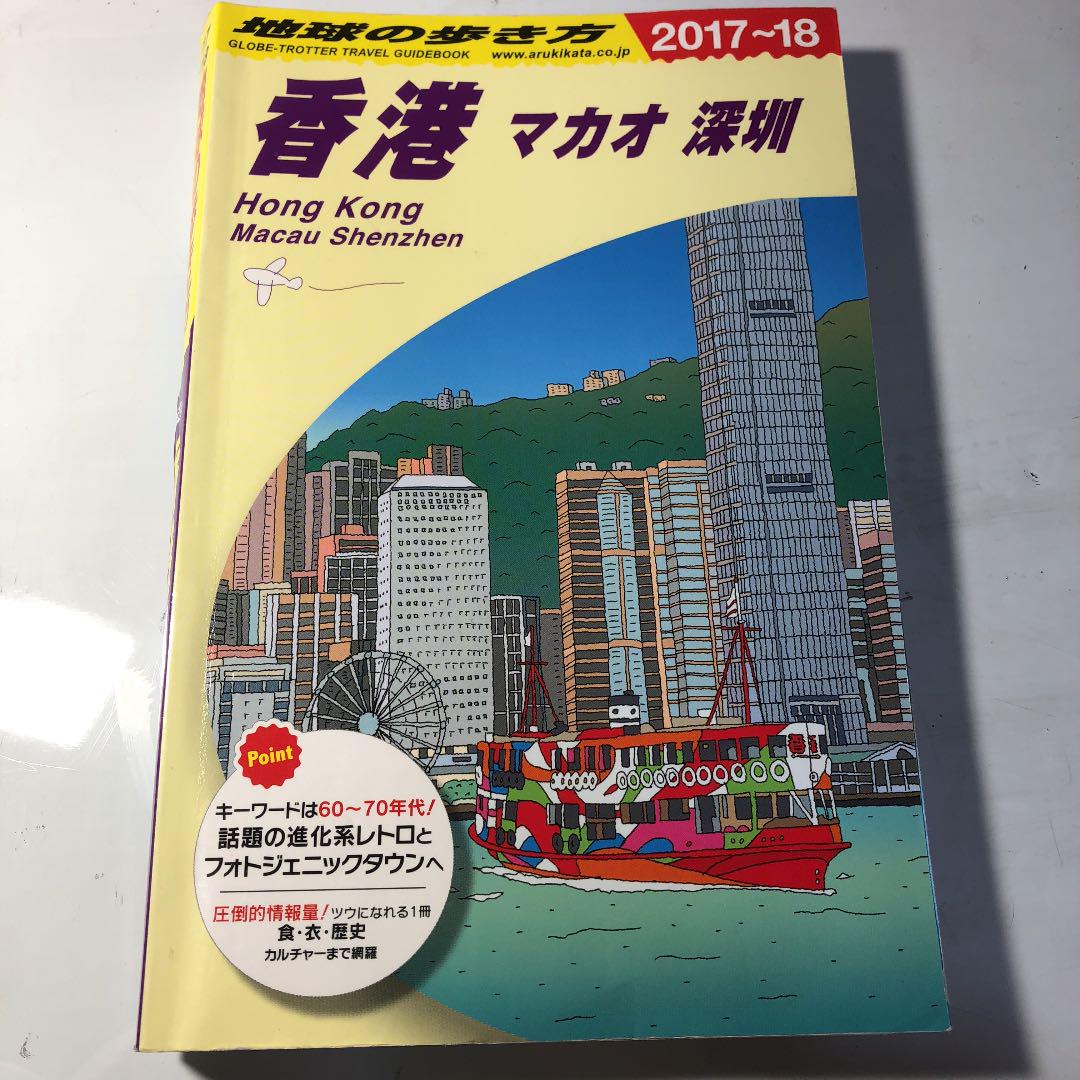 地球の歩き方
2017~18
GLOBE-TROTTER TRAVEL GUIDEBOOK www.arukikata.co.jp
香港 マカオ 深圳
Hong Kong
Macau Shenzhen
Point
キーワードは60~70年代!
話題の進化系レトロと
フォトジェニックタウンへ
圧倒的情報量!ツウになれる1冊
食・衣・歴史
カルチャーまで網羅